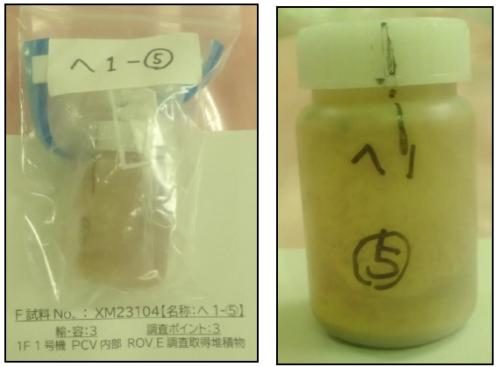 へ1-⑤
F試料No.：XM23104【名称:へ1-⑤】
輸・容:3 調査ポイント:3
1F 1号機 PCV内部 ROV.E調査取得堆積物
へ1
⑤